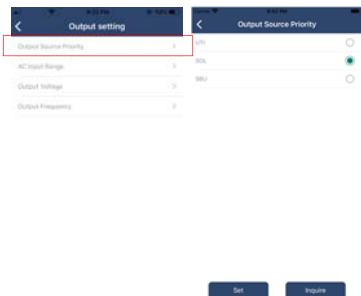 Output setting
Output Source Priority
AC Input Range
Output Voltage
Output Frequency
Output Source Priority
UTI
SOL
SBU
Set
Inquire